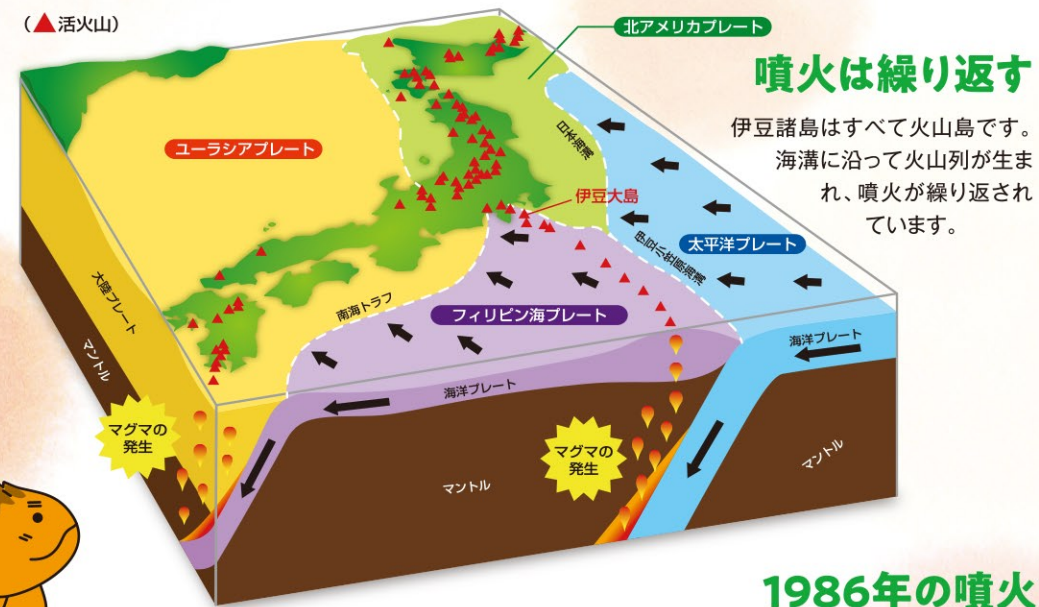 (▲活火山)
北アメリカプレート
噴火は繰り返す
伊豆諸島はすべて火山島です。
海溝に沿って火山列が生ま
れ、噴火が繰り返され
ています。
日本海溝
ユーラシアプレート
伊豆大島
太平洋プレート
伊豆小笠原海溝
南海トラフ
フィリピン海プレート
大陸プレート
マントル
海洋プレート
海洋プレート
マグマの
発生
マグマの
発生
マントル
マントル
1986年の噴火